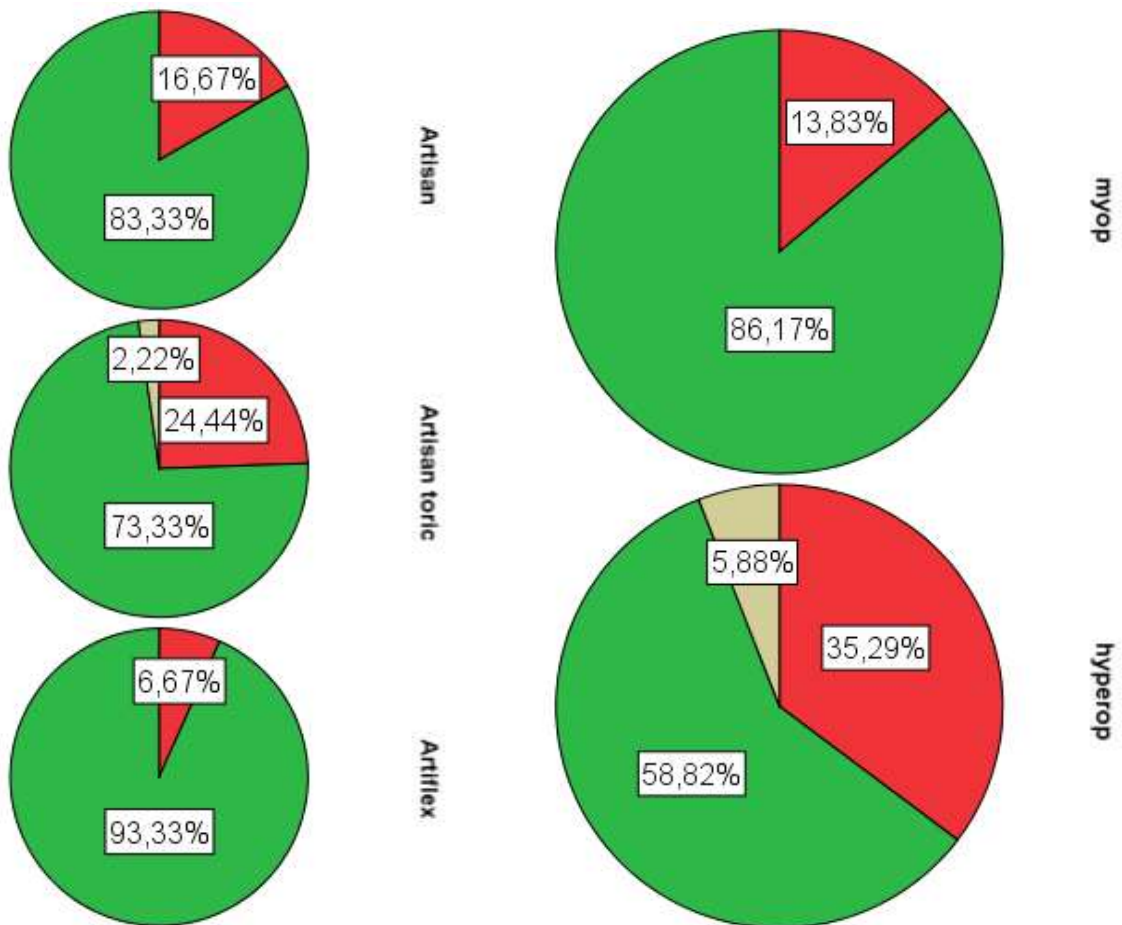 16,67%
83,33%
Artisan
2,22%
24,44%
73,33%
Artisan toric
6,67%
93,33%
Artiflex
13,83%
86,17%
myop
5,88%
35,29%
58,82%
hyperop